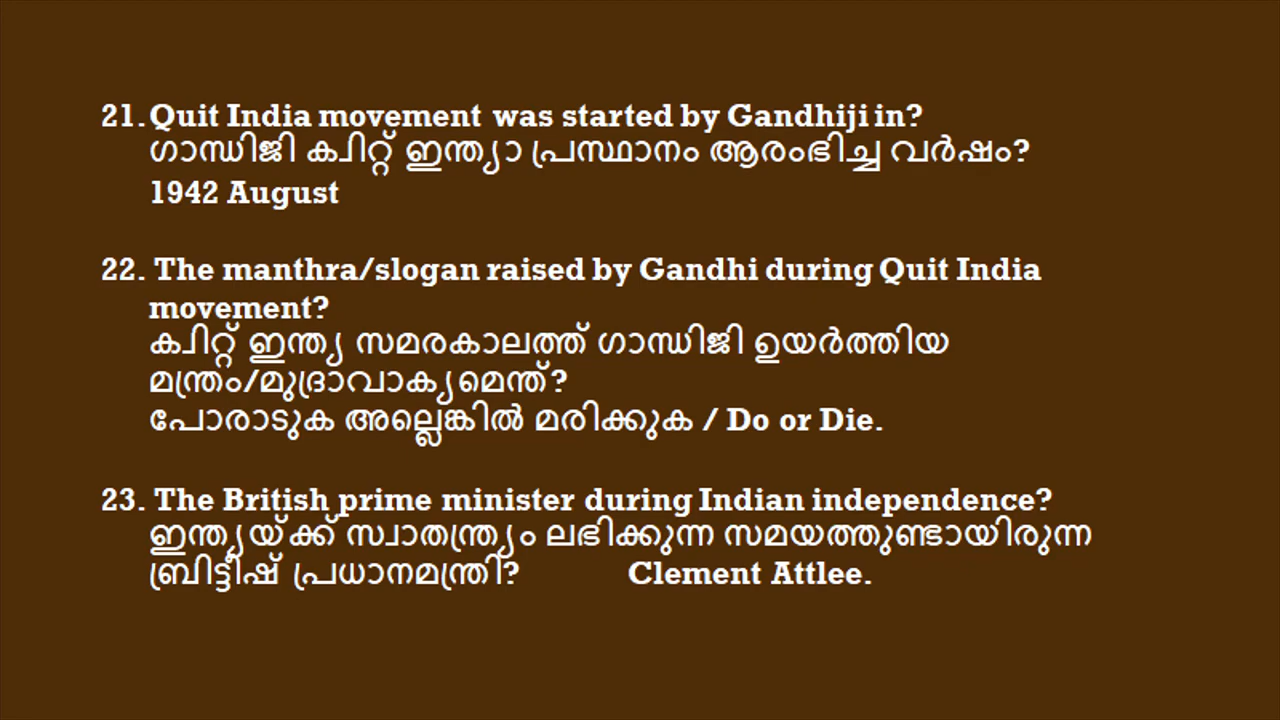 21. Quit India movement was started by Gandhiji in?
ഗാന്ധിജി ക്വിറ്റ് ഇന്ത്യാ പ്രസ്ഥാനം ആരംഭിച്ച വർഷം?
1942 August
22. The manthra/slogan raised by Gandhi during Quit India
movement?
ക്വിറ്റ് ഇന്ത്യ സമരകാലത്ത് ഗാന്ധിജി ഉയർത്തിയ
മന്ത്രം/മുദ്രാവാക്യമെന്ത്?
പോരാടുക അല്ലെങ്കിൽ മരിക്കുക / Do or Die.
23. The British prime minister during Indian independence?
ഇന്ത്യയ്ക്ക് സ്വാതന്ത്ര്യം ലഭിക്കുന്ന സമയത്തുണ്ടായിരുന്ന
ബ്രിട്ടീഷ് പ്രധാനമന്ത്രി? Clement Attlee.